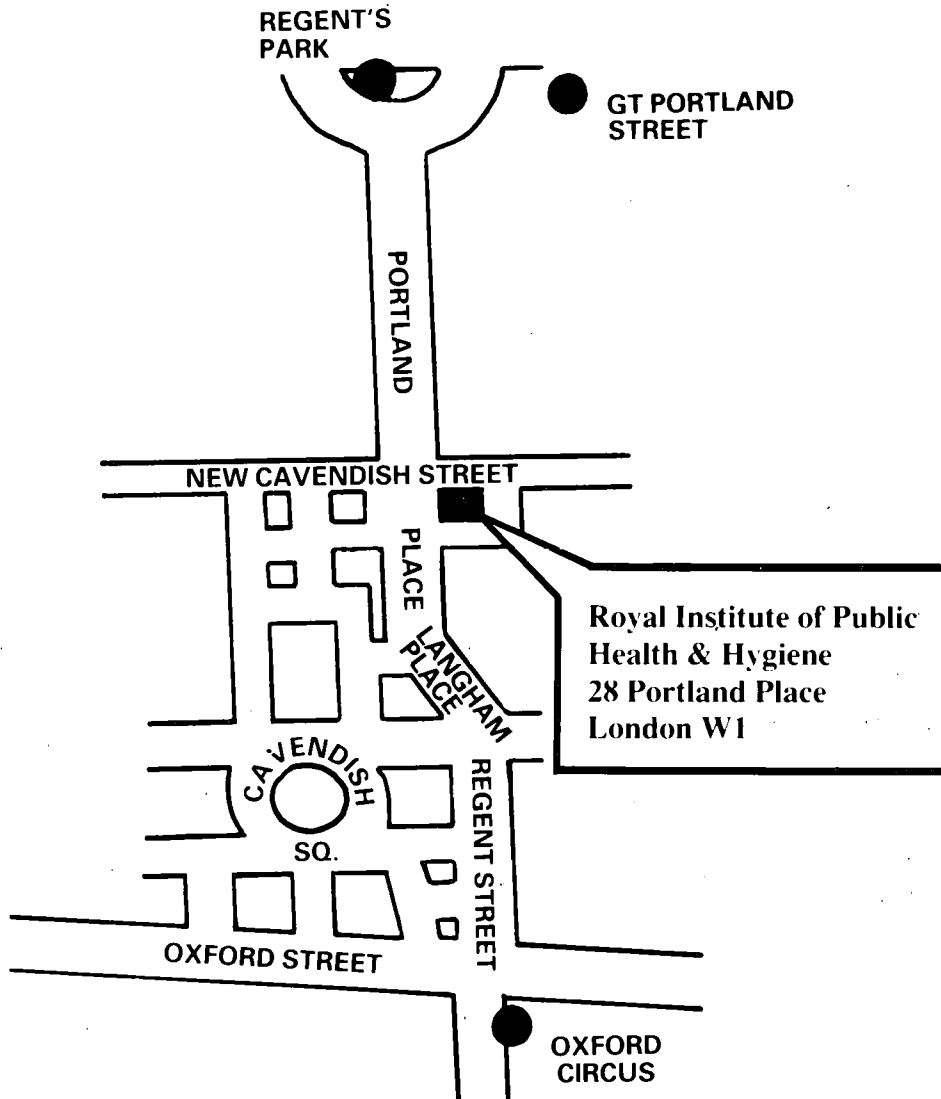 REGENT'S
PARK
GT PORTLAND
STREET
PORTLAND
NEW CAVENDISH STREET
PLACE
LANGHAM
PLACE
Royal Institute of Public
Health & Hygiene
28 Portland Place
London W1
CAVENDISH
SQ.
REGENT STREET
OXFORD STREET
OXFORD
CIRCUS